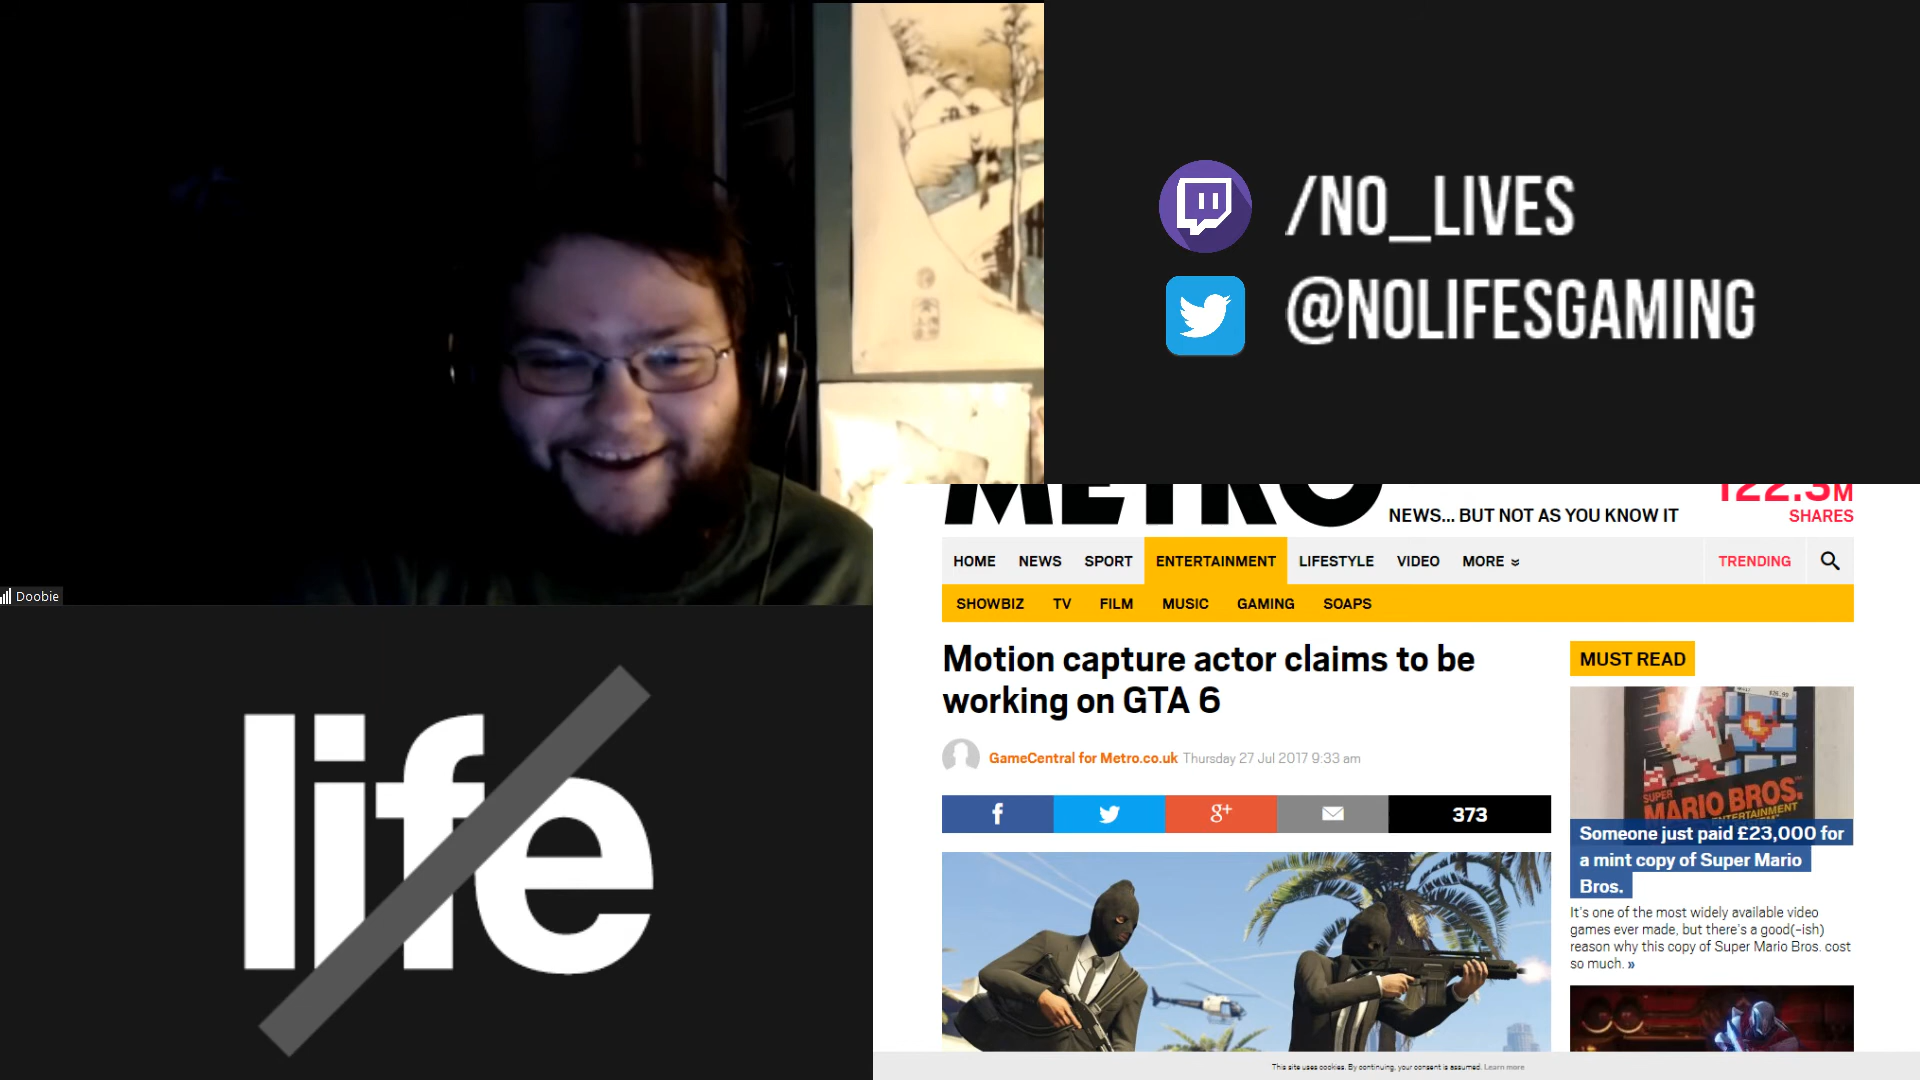 /NO_LIVES
@NOLIFESGAMING
Doobie
life
METRO
NEWS... BUT NOT AS YOU KNOW IT
122.3M
SHARES
HOME NEWS SPORT ENTERTAINMENT LIFESTYLE VIDEO MORE TRENDING
SHOWBIZ TV FILM MUSIC GAMING SOAPS
Motion capture actor claims to be
working on GTA 6
GameCentral for Metro.co.uk Thursday 27 Jul 2017 9:33 am
f g+ 373
MUST READ
SUPER
MARIO BROS.
ENTERTAINMENT
Someone just paid £23,000 for
a mint copy of Super Mario
Bros.
It's one of the most widely available video
games ever made, but there's a good(-ish)
reason why this copy of Super Mario Bros. cost
so much. »
This site uses cookies. By continuing, your consent is assumed. Learn more